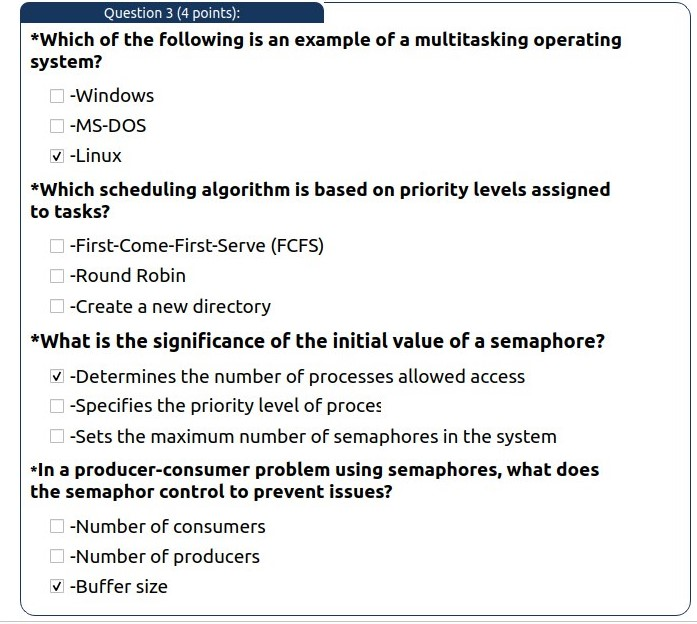 Question 3 (4 points):
*Which of the following is an example of a multitasking operating
system?
-Windows
-MS-DOS
✓ -Linux
*Which scheduling algorithm is based on priority levels assigned
to tasks?
-First-Come-First-Serve (FCFS)
-Round Robin
-Create a new directory
*What is the significance of the initial value of a semaphore?
✓ -Determines the number of processes allowed access
-Specifies the priority level of proces
-Sets the maximum number of semaphores in the system
*In a producer-consumer problem using semaphores, what does
the semaphor control to prevent issues?
-Number of consumers
-Number of producers
✓ -Buffer size